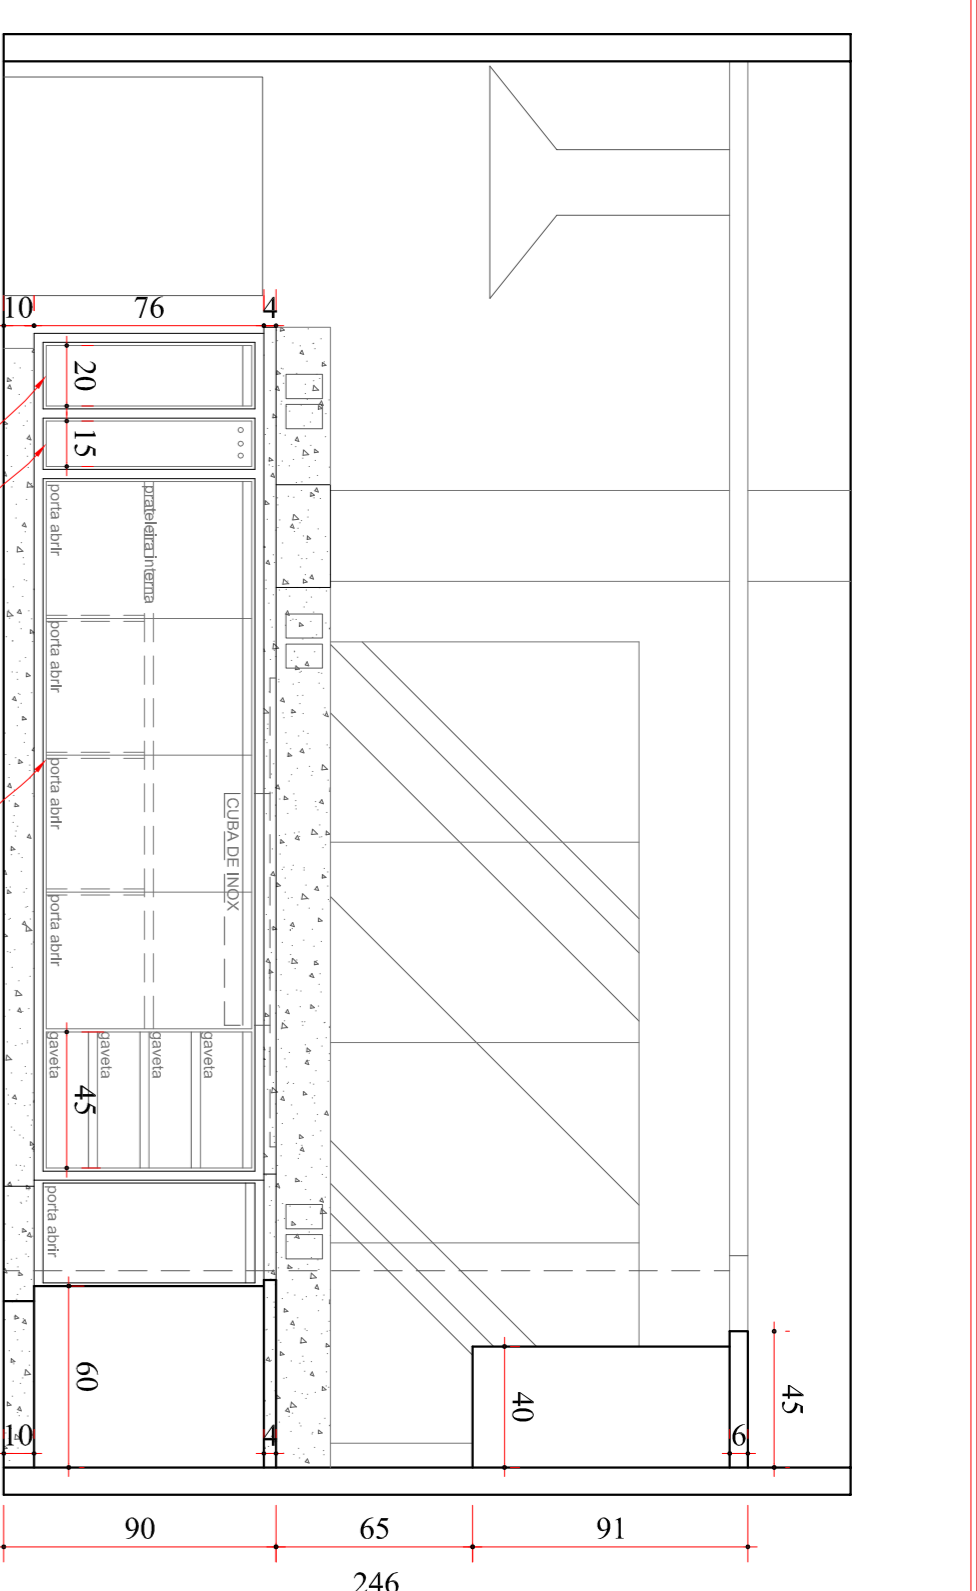 10
76
4
20
15
porta abrir
prateleira interna
porta abrir
porta abrir
CUBA DE INOX
porta abrir
gaveta
gaveta
gaveta
gaveta
45
porta abrir
60
40
45
10
4
6
90
65
91
246